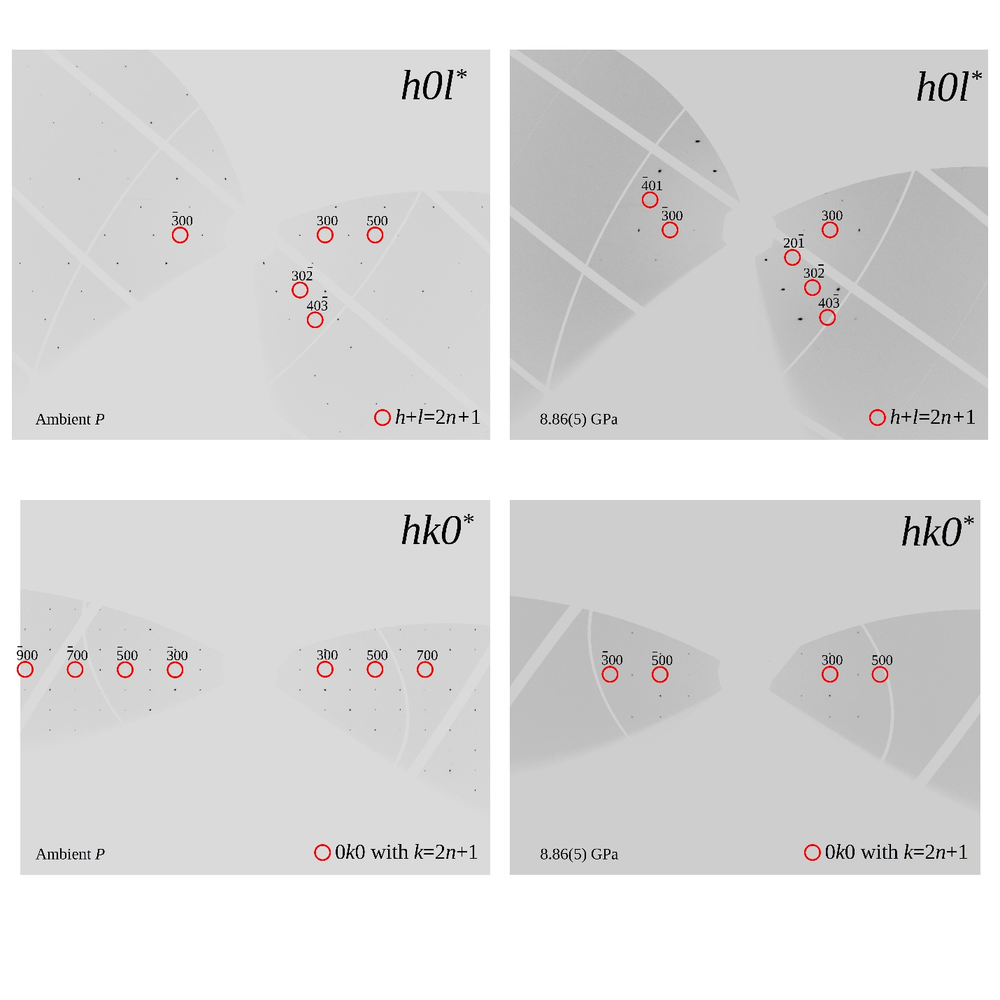 h0l*
3̅00
300
500
302̅
403̅
Ambient P
h+l=2n+1
h0l*
4̅01
3̅00
300
201̅
302̅
403̅
8.86(5) GPa
h+l=2n+1
hk0*
9̅00
7̅00
5̅00
3̅00
300
500
700
Ambient P
0k0 with k=2n+1
hk0*
3̅00
5̅00
300
500
8.86(5) GPa
0k0 with k=2n+1